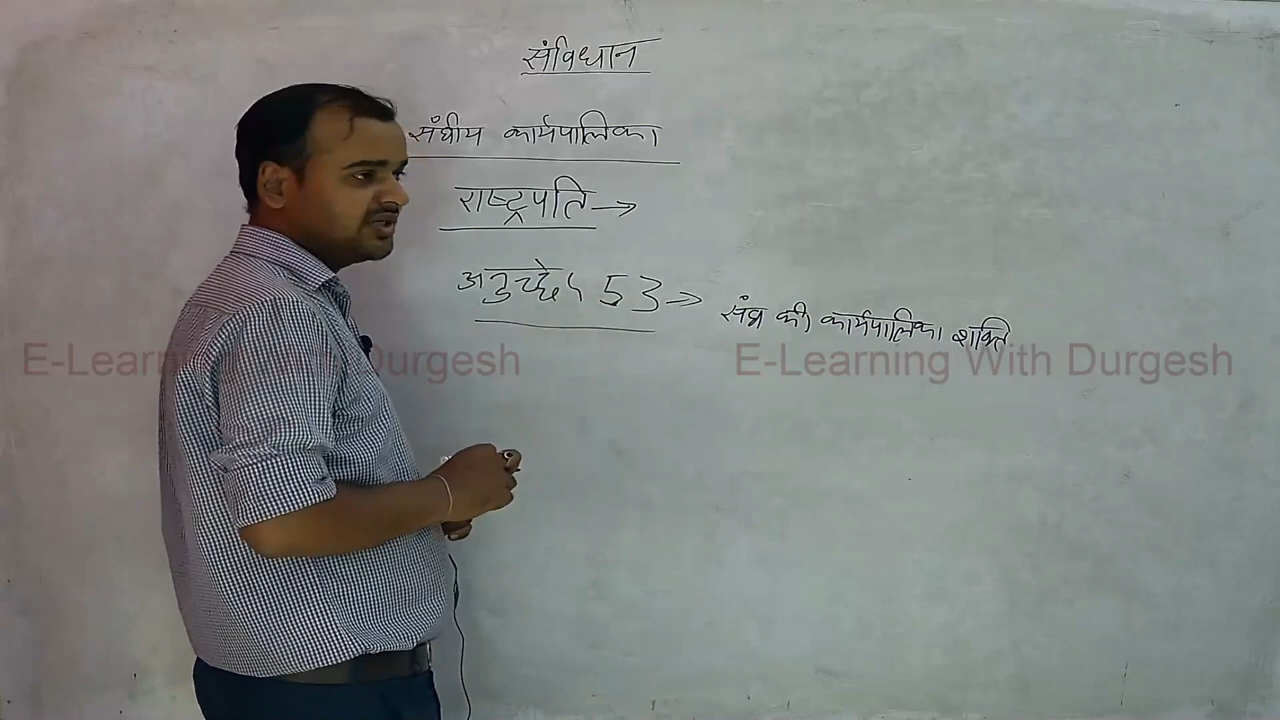 संविधान
संघीय कार्यपालिका
राष्ट्रपति →
अनुच्छेद 53 ⇒ संघ की कार्यपालिका शक्ति
E-Learning With Durgesh E-Learning With Durgesh